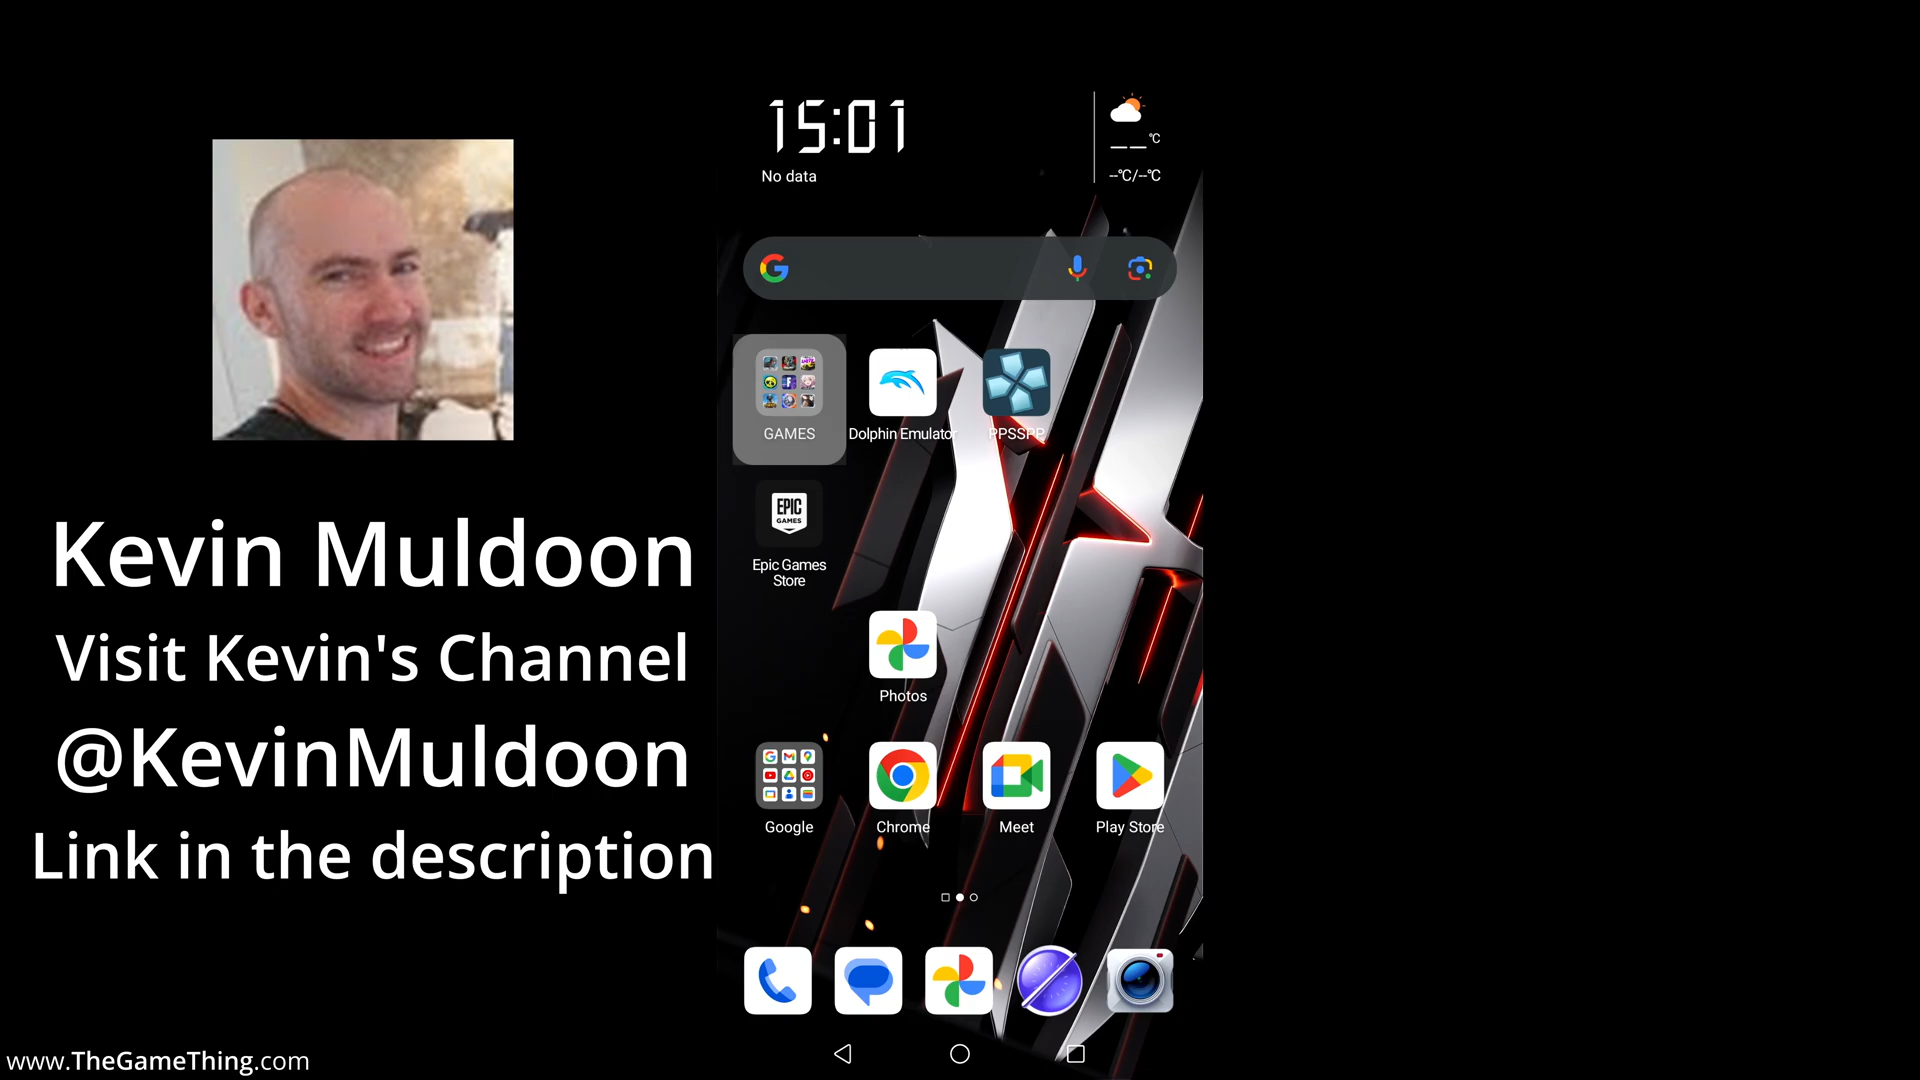 15:01
°C
No data
--°C/--°C
GAMES
Dolphin Emulator
PPSSPP
EPIC
GAMES
Epic Games
Store
Kevin Muldoon
Visit Kevin's Channel
@KevinMuldoon
Link in the description
Photos
Google
Chrome
Meet
Play Store
www.TheGameThing.com